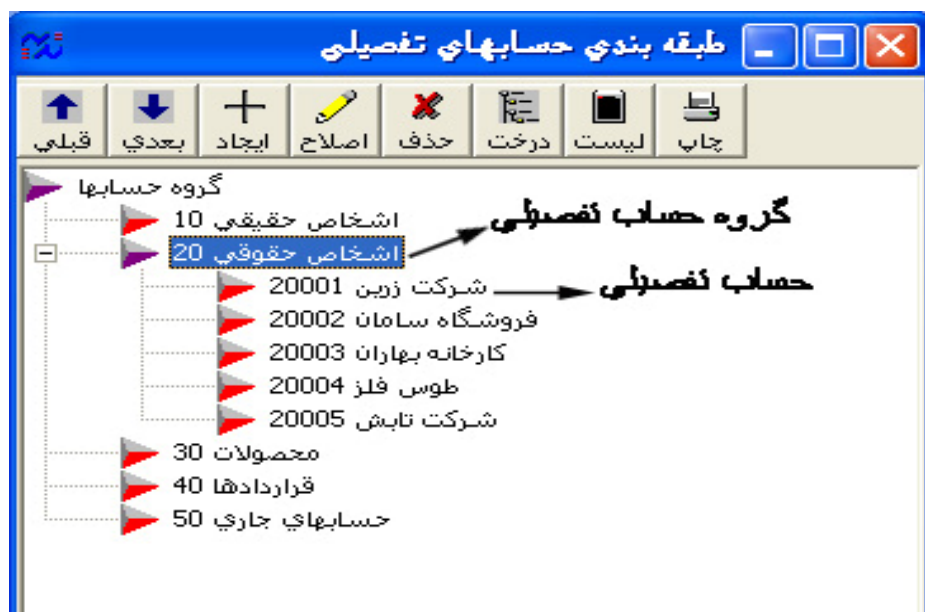 طبقه بندي حسابهاي تفصيلي
قبلي بعدي ايجاد اصلاح حذف درخت ليست چاپ
گروه حسابها
10 اشخاص حقيقي
20 اشخاص حقوقي
گروه حساب تفصیلی
20001 شركت زرين
حساب تفصیلی
20002 فروشگاه سامان
20003 كارخانه بهاران
20004 طوس فلز
20005 شركت تابش
30 محصولات
40 قراردادها
50 حسابهاي جاري